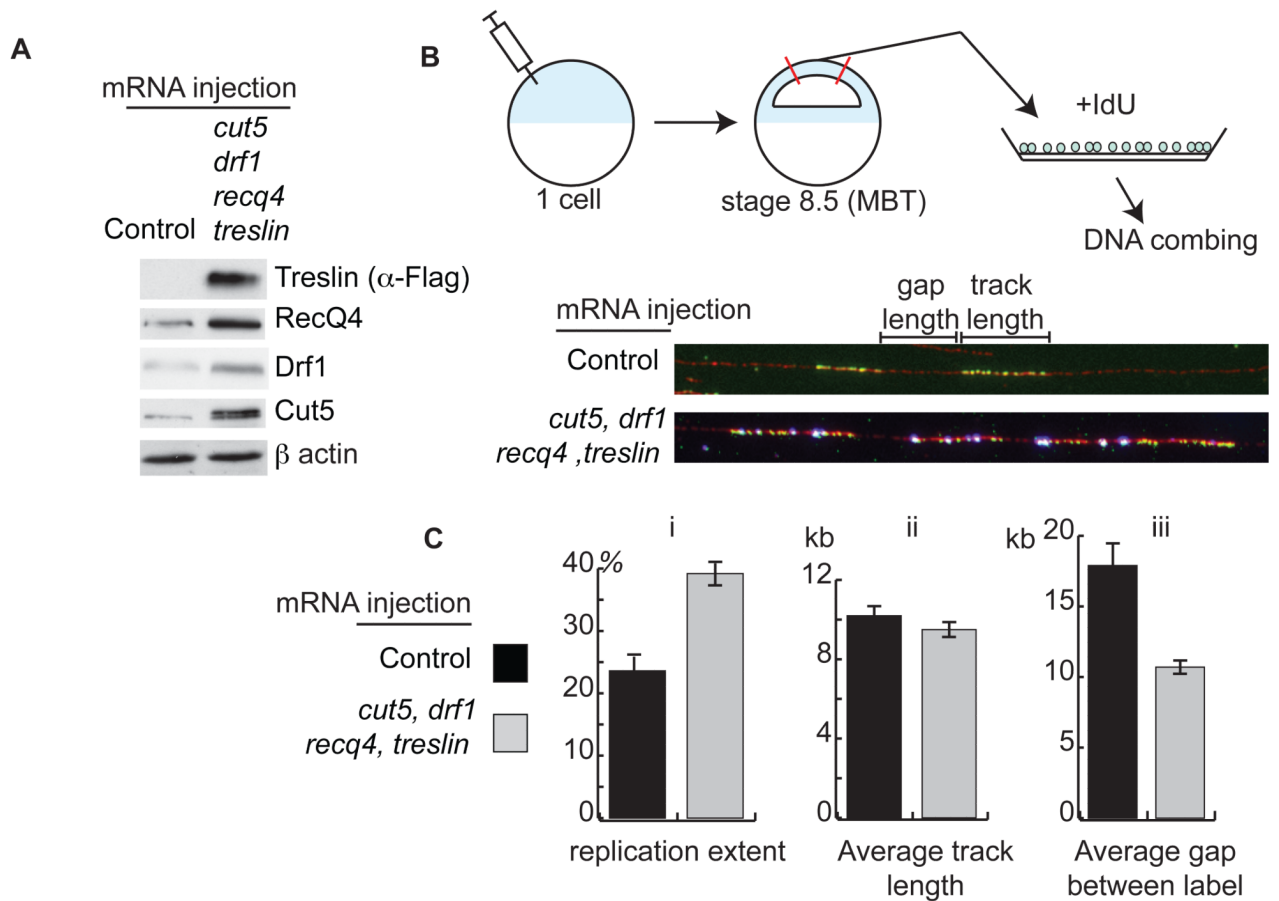 A
mRNA injection
cut5
drf1
recq4
Control treslin
Treslin (α-Flag)
RecQ4
Drf1
Cut5
β actin
B
1 cell
stage 8.5 (MBT)
+IdU
DNA combing
mRNA injection
gap length
track length
Control
cut5, drf1
recq4 ,treslin
C
mRNA injection
Control
cut5, drf1
recq4, treslin
i
40 %
30
20
10
0
replication extent
ii
kb
12
8
4
0
Average track
length
iii
kb
20
15
10
5
0
Average gap
between label